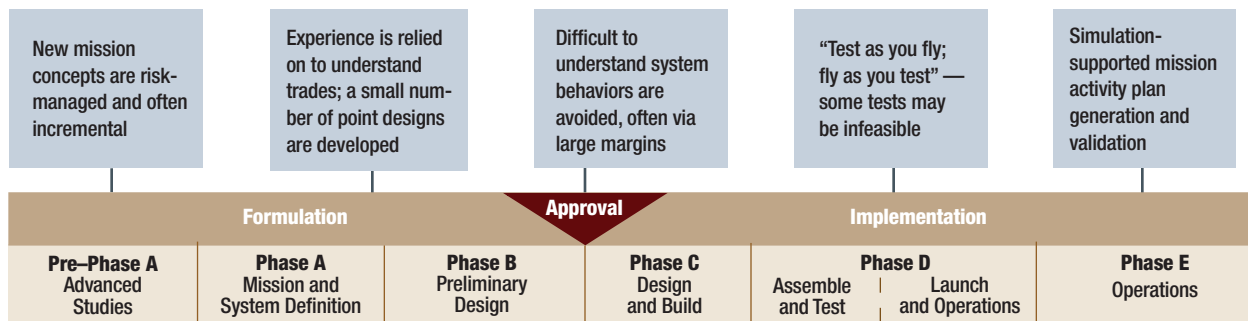 New mission
concepts are risk-
managed and often
incremental
Experience is relied
on to understand
trades; a small num-
ber of point designs
are developed
Difficult to
understand system
behaviors are
avoided, often via
large margins
“Test as you fly;
fly as you test” —
some tests may
be infeasible
Simulation-
supported mission
activity plan
generation and
validation
Formulation
Approval
Implementation
Pre–Phase A
Advanced
Studies
Phase A
Mission and
System Definition
Phase B
Preliminary
Design
Phase C
Design
and Build
Phase D
Assemble
and Test
Launch
and Operations
Phase E
Operations